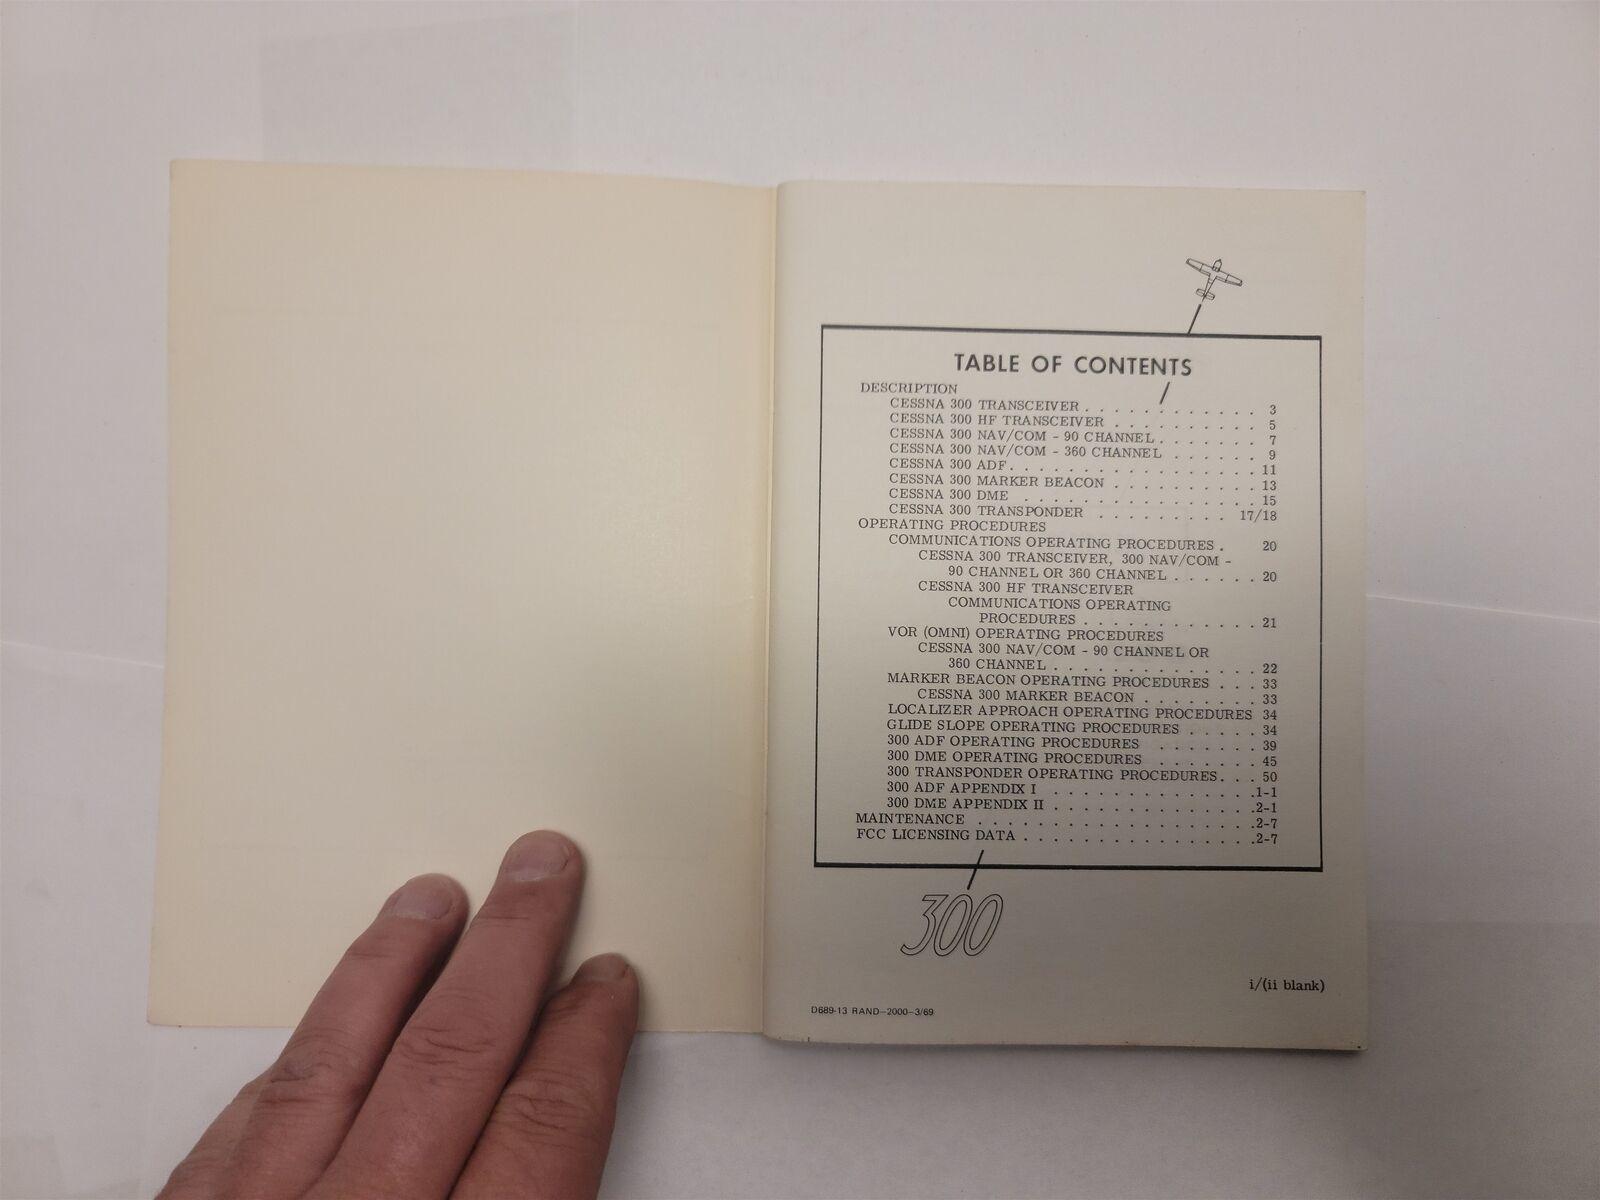 TABLE OF CONTENTS
DESCRIPTION
CESSNA 300 TRANSCEIVER . . . . . . . . . . . . 3
CESSNA 300 HF TRANSCEIVER . . . . . . . . . . 5
CESSNA 300 NAV/COM - 90 CHANNEL . . . . . . . 7
CESSNA 300 NAV/COM - 360 CHANNEL . . . . . . 9
CESSNA 300 ADF . . . . . . . . . . . . . . . . . 11
CESSNA 300 MARKER BEACON . . . . . . . . . . 13
CESSNA 300 DME . . . . . . . . . . . . . . . . 15
CESSNA 300 TRANSPONDER . . . . . . . . . 17/18
OPERATING PROCEDURES
COMMUNICATIONS OPERATING PROCEDURES . 20
CESSNA 300 TRANSCEIVER, 300 NAV/COM -
90 CHANNEL OR 360 CHANNEL . . . . . . 20
CESSNA 300 HF TRANSCEIVER
COMMUNICATIONS OPERATING
PROCEDURES . . . . . . . . . . . . 21
VOR (OMNI) OPERATING PROCEDURES
CESSNA 300 NAV/COM - 90 CHANNEL OR
360 CHANNEL . . . . . . . . . . . . . . 22
MARKER BEACON OPERATING PROCEDURES . . . 33
CESSNA 300 MARKER BEACON . . . . . . . . 33
LOCALIZER APPROACH OPERATING PROCEDURES 34
GLIDE SLOPE OPERATING PROCEDURES . . . . . 34
300 ADF OPERATING PROCEDURES . . . . . . . 39
300 DME OPERATING PROCEDURES . . . . . . . 45
300 TRANSPONDER OPERATING PROCEDURES . . . 50
300 ADF APPENDIX I . . . . . . . . . . . . . . 1-1
300 DME APPENDIX II . . . . . . . . . . . . . . 2-1
MAINTENANCE . . . . . . . . . . . . . . . . . . . 2-7
FCC LICENSING DATA . . . . . . . . . . . . . . . . 2-7
300
i/(ii blank)
D689-13 RAND-2000-3/69